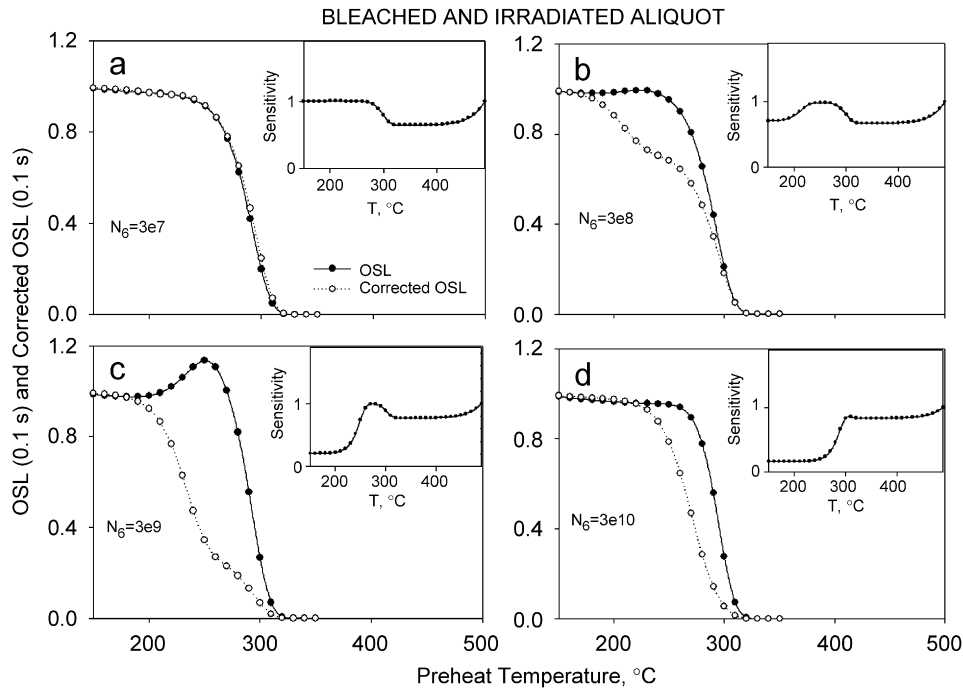 BLEACHED AND IRRADIATED ALIQUOT
OSL (0.1 s) and Corrected OSL (0.1 s)
1.2
0.8
0.4
0.0
a
N6=3e7
OSL
Corrected OSL
Sensitivity
1
0
200 300 400
T, °C
1.2
0.8
0.4
0.0
b
N6=3e8
Sensitivity
1
0
200 300 400
T, °C
1.2
0.8
0.4
0.0
c
N6=3e9
Sensitivity
1
0
200 300 400
T, °C
200 300 400 500
1.2
0.8
0.4
0.0
d
N6=3e10
Sensitivity
1
0
200 300 400
T, °C
200 300 400 500
Preheat Temperature, °C